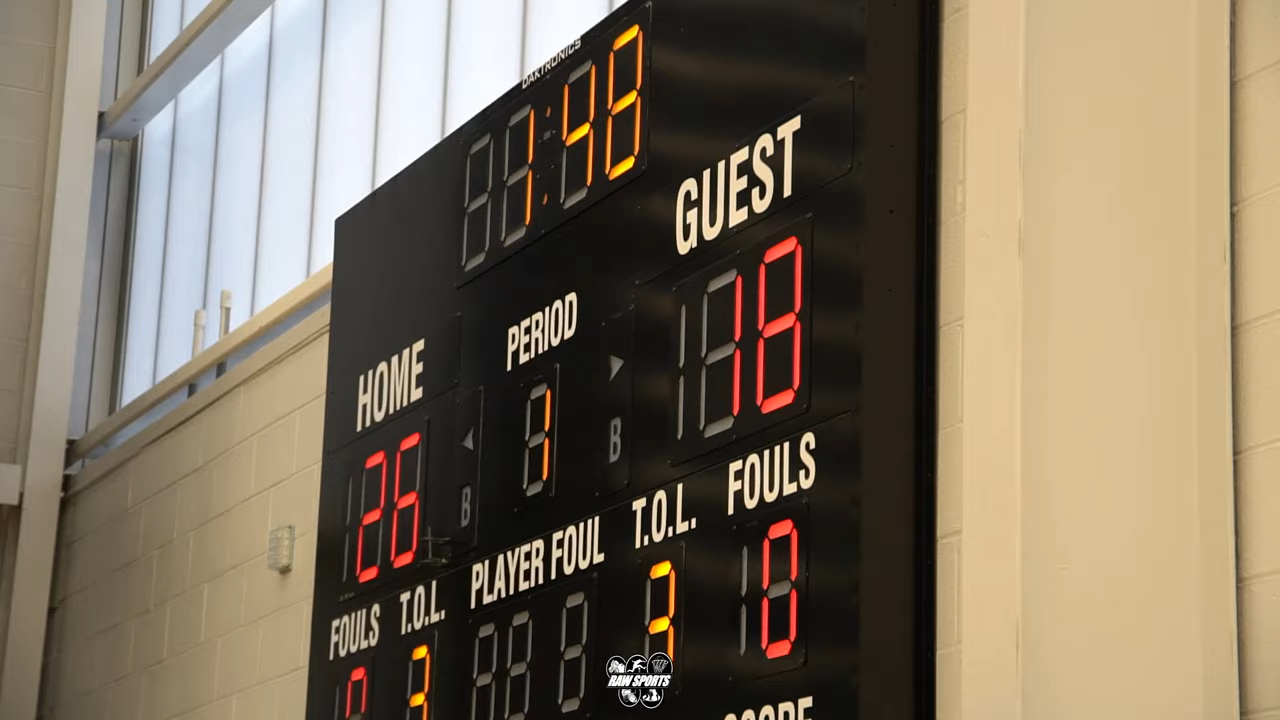 DAKTRONICS
1:48
GUEST
HOME
PERIOD
26
1
18
B
B
FOULS
T.O.L.
PLAYER FOUL
T.O.L.
FOULS
3
3
0
RAW SPORTS